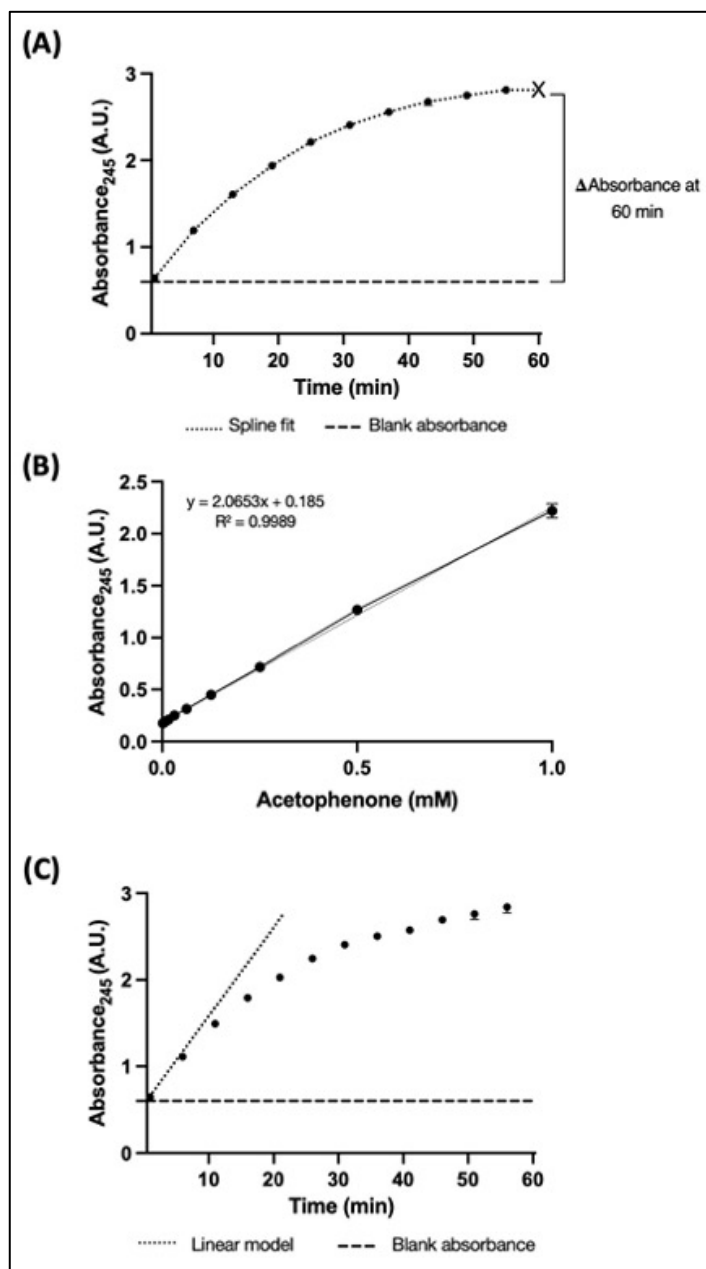 (A)
Absorbance₂₄₅ (A.U.)
3
2
1
0
ΔAbsorbance at
60 min
10 20 30 40 50 60
Time (min)
Spline fit Blank absorbance
(B)
y = 2.0653x + 0.185
R² = 0.9989
Absorbance₂₄₅ (A.U.)
2.5
2.0
1.5
1.0
0.5
0.0
0.0 0.5 1.0
Acetophenone (mM)
(C)
Absorbance₂₄₅ (A.U.)
3
2
1
0
10 20 30 40 50 60
Time (min)
Linear model Blank absorbance